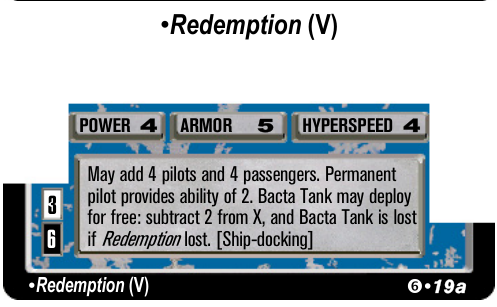 •Redemption (V)
POWER 4 ARMOR 5 HYPERSPEED 4
May add 4 pilots and 4 passengers. Permanent
pilot provides ability of 2. Bacta Tank may deploy
for free: subtract 2 from X, and Bacta Tank is lost
if Redemption lost. [Ship-docking]
3
6
•Redemption (V)
❻•19a